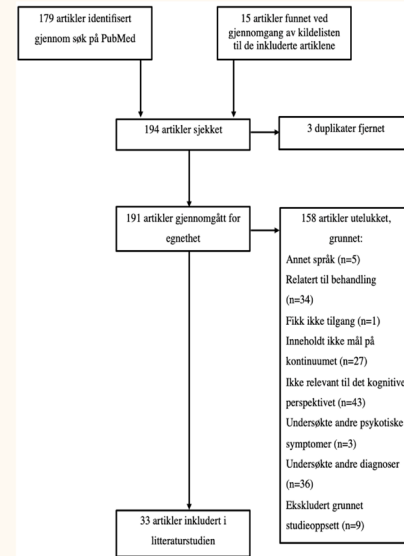 179 artikler identifisert
gjennom søk på PubMed
15 artikler funnet ved
gjennomgang av kildelisten
til de inkluderte artiklene
194 artikler sjekket
3 duplikater fjernet
191 artikler gjennomgått for
egnethet
158 artikler utelukket,
grunnet:
Annet språk (n=5)
Relatert til behandling
(n=34)
Fikk ikke tilgang (n=1)
Inneholdt ikke mål på
kontinuumet (n=27)
Ikke relevant til det kognitive
perspektivet (n=43)
Undersøkte andre psykotiske
symptomer (n=3)
Undersøkte andre diagnoser
(n=36)
Ekskludert grunnet
studieoppsett (n=9)
33 artikler inkludert i
litteraturstudien